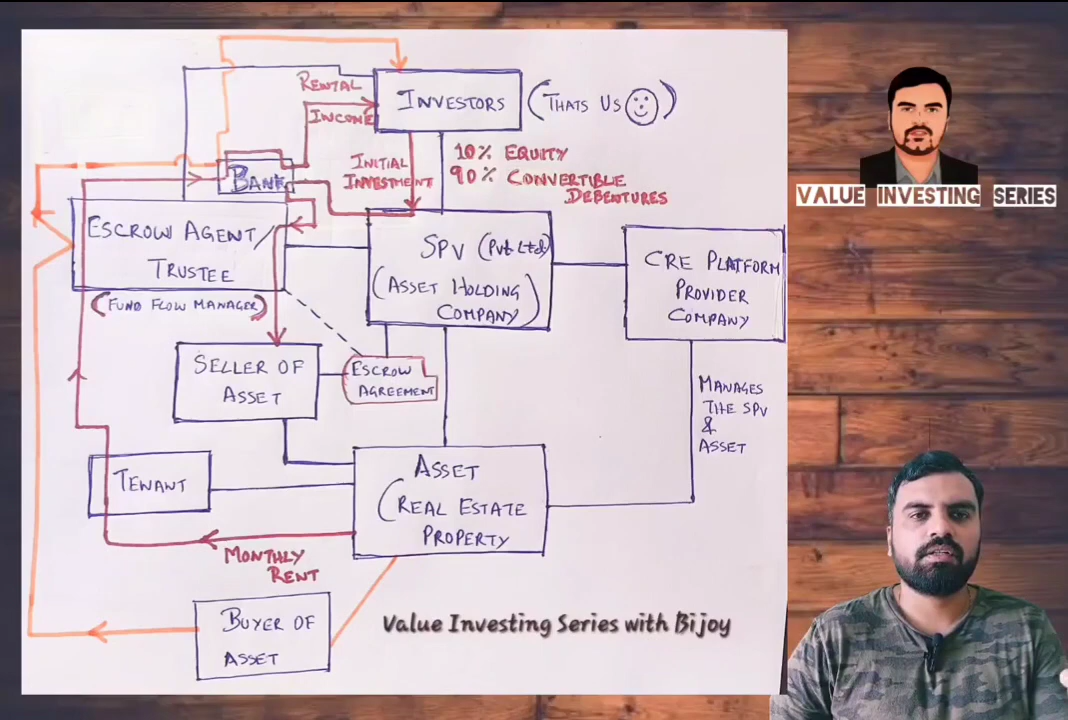 RENTAL
INCOME
INVESTORS
(THATS US ☺)
INITIAL
INVESTMENT
10% EQUITY
90% CONVERTIBLE
DEBENTURES
BANK
ESCROW AGENT/
TRUSTEE
(FUND FLOW MANAGER)
SPV (Pvt Ltd)
(ASSET HOLDING
COMPANY)
CRE PLATFORM
PROVIDER
COMPANY
SELLER OF
ASSET
ESCROW
AGREEMENT
MANAGES
THE SPV
&
ASSET
TENANT
ASSET
(REAL ESTATE
PROPERTY
MONTHLY
RENT
BUYER OF
ASSET
Value Investing Series with Bijoy
VALUE INVESTING SERIES